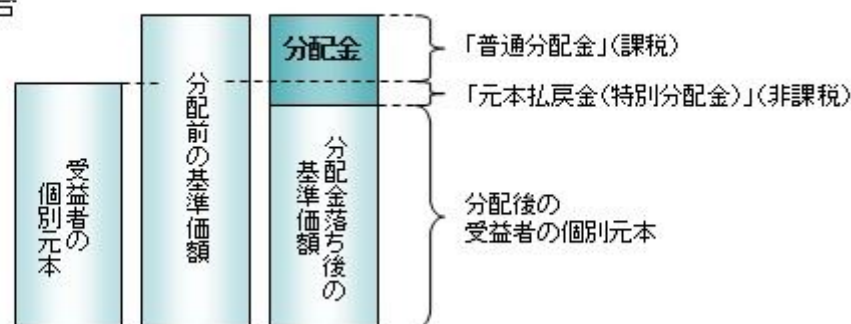 受益者の
個別元本
分配前の基準価額
分配金
分配金落ち後の
基準価額
「普通分配金」(課税)
「元本払戻金(特別分配金)」(非課税)
分配後の
受益者の個別元本